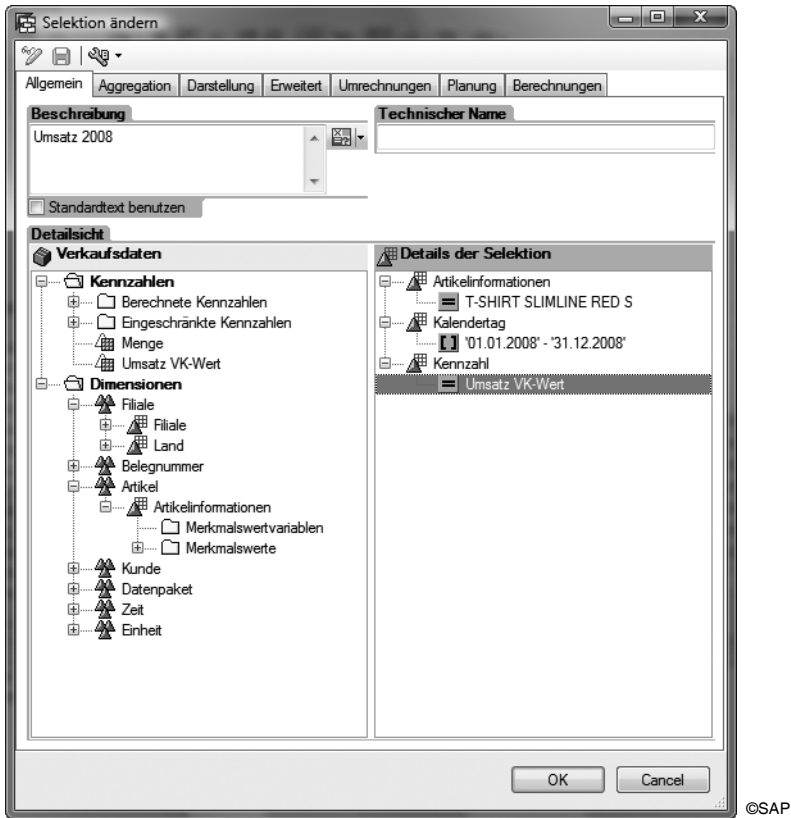 Selektion ändern
Allgemein Aggregation Darstellung Erweitert Umrechnungen Planung Berechnungen
Beschreibung
Umsatz 2008
Technischer Name
Standardtext benutzen
Detailsicht
Verkaufsdaten
Kennzahlen
Berechnete Kennzahlen
Eingeschränkte Kennzahlen
Menge
Umsatz VK-Wert
Dimensionen
Filiale
Filiale
Land
Belegnummer
Artikel
Artikelinformationen
Merkmalswertvariablen
Merkmalswerte
Kunde
Datenpaket
Zeit
Einheit
Details der Selektion
Artikelinformationen
T-SHIRT SLIMLINE RED S
Kalendertag
'01.01.2008' - '31.12.2008'
Kennzahl
Umsatz VK-Wert
OK Cancel
©SAP